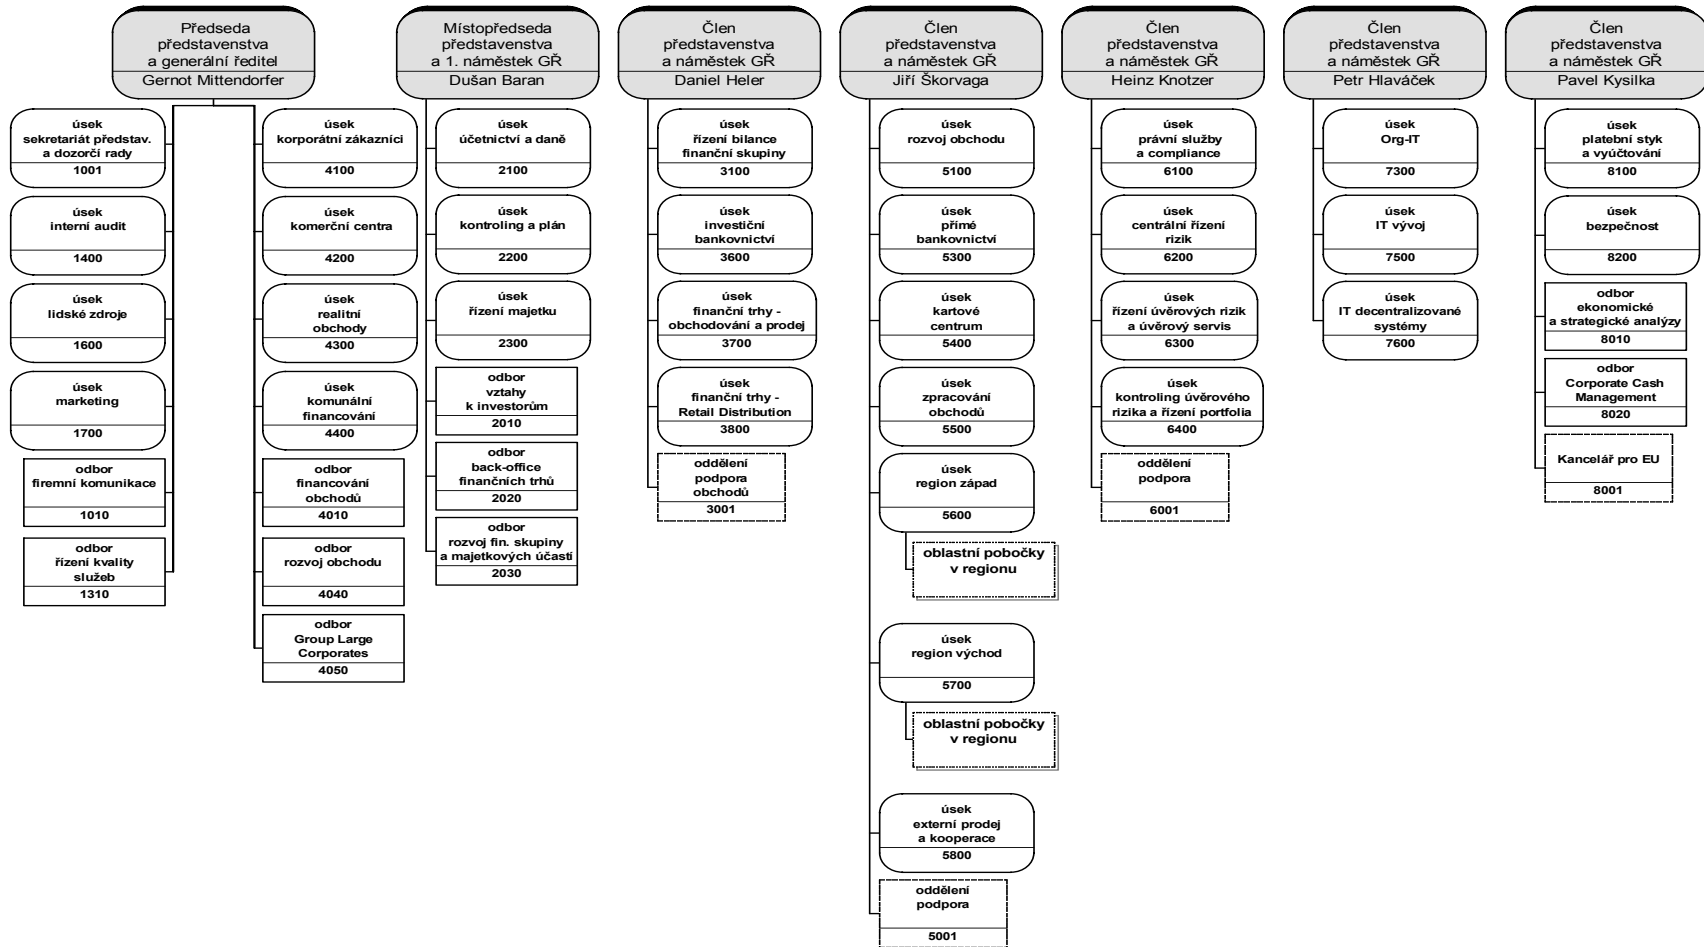 Předseda
představenstva
a generální ředitel
Gernot Mittendorfer
úsek
sekretariát představ.
a dozorčí rady
1001
úsek
interní audit
1400
úsek
lidské zdroje
1600
úsek
marketing
1700
odbor
firemní komunikace
1010
odbor
řízení kvality
služeb
1310
úsek
korporátní zákazníci
4100
úsek
komerční centra
4200
úsek
realitní
obchody
4300
úsek
komunální
financování
4400
odbor
financování
obchodů
4010
odbor
rozvoj obchodu
4040
odbor
Group Large
Corporates
4050
Místopředseda
představenstva
a 1. náměstek GŘ
Dušan Baran
úsek
účetnictví a daně
2100
úsek
kontroling a plán
2200
úsek
řízení majetku
2300
odbor
vztahy
k investorům
2010
odbor
back-office
finančních trhů
2020
odbor
rozvoj fin. skupiny
a majetkových účastí
2030
Člen
představenstva
a náměstek GŘ
Daniel Heler
úsek
řízení bilance
finanční skupiny
3100
úsek
investiční
bankovnictví
3600
úsek
finanční trhy -
obchodování a prodej
3700
úsek
finanční trhy -
Retail Distribution
3800
oddělení
podpora
obchodů
3001
Člen
představenstva
a náměstek GŘ
Jiří Škorvaga
úsek
rozvoj obchodu
5100
úsek
přímé
bankovnictví
5300
úsek
kartové
centrum
5400
úsek
zpracování
obchodů
5500
úsek
region západ
5600
oblastní pobočky
v regionu
úsek
region východ
5700
oblastní pobočky
v regionu
úsek
externí prodej
a kooperace
5800
oddělení
podpora
5001
Člen
představenstva
a náměstek GŘ
Heinz Knotzer
úsek
právní služby
a compliance
6100
úsek
centrální řízení
rizik
6200
úsek
řízení úvěrových rizik
a úvěrový servis
6300
úsek
kontroling úvěrového
rizika a řízení portfolia
6400
oddělení
podpora
6001
Člen
představenstva
a náměstek GŘ
Petr Hlaváček
úsek
Org-IT
7300
úsek
IT vývoj
7500
úsek
IT decentralizované
systémy
7600
Člen
představenstva
a náměstek GŘ
Pavel Kysilka
úsek
platební styk
a vyúčtování
8100
úsek
bezpečnost
8200
odbor
ekonomické
a strategické analýzy
8010
odbor
Corporate Cash
Management
8020
Kancelář pro EU
8001